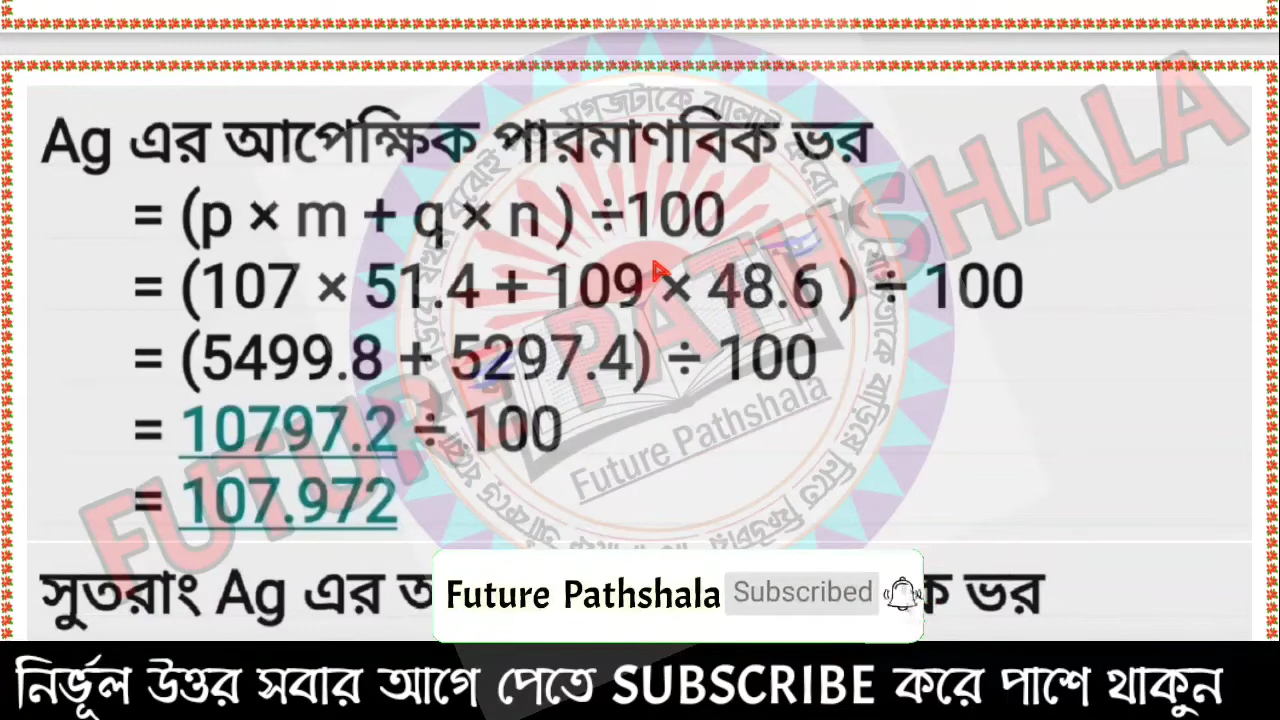 Ag এর আপেক্ষিক পারমাণবিক ভর
= (p × m + q × n ) ÷100
= (107 × 51.4 + 109 × 48.6 ) ÷ 100
= (5499.8 + 5297.4) ÷ 100
= 10797.2 ÷ 100
= 107.972
FUTURE PATHSHALA
Future Pathshala
সুতরাং Ag এর ভর
Future Pathshala Subscribed
নির্ভূল উত্তর সবার আগে পেতে SUBSCRIBE করে পাশে থাকুন